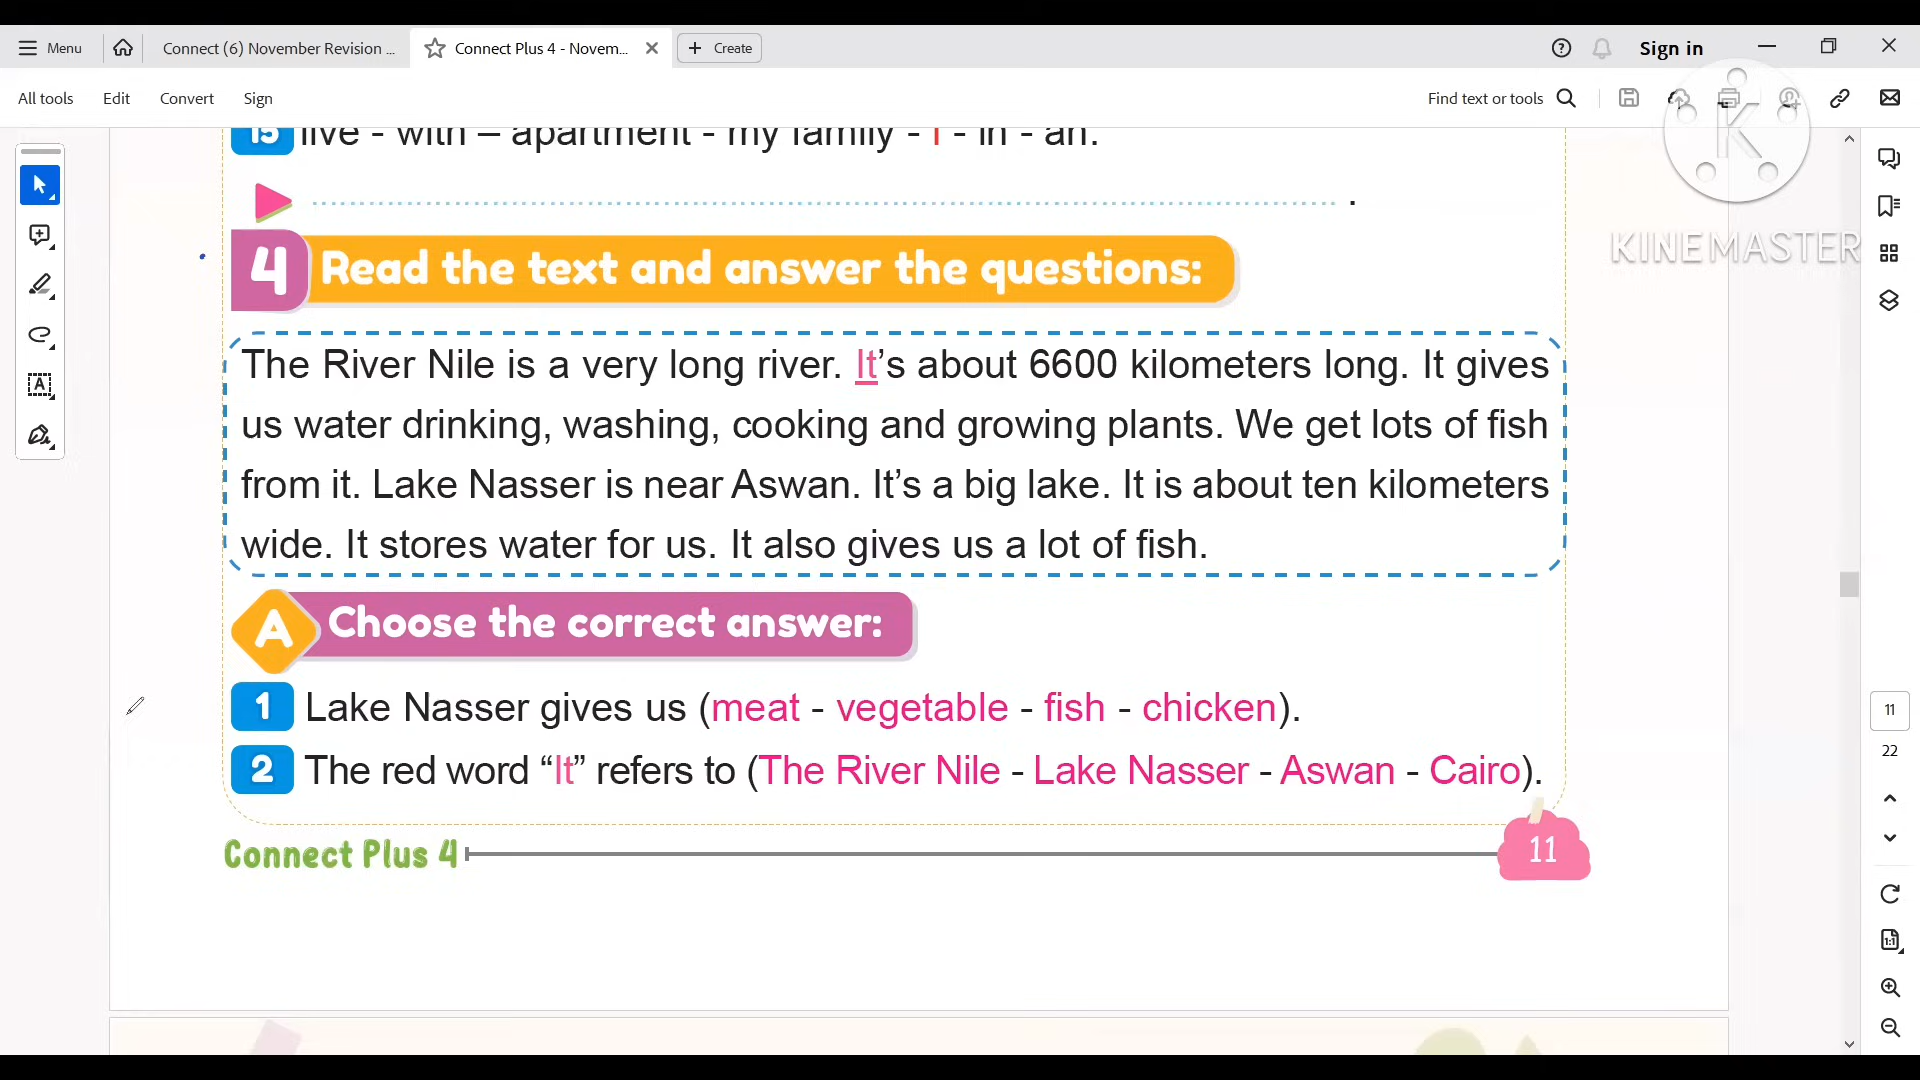 Menu
Connect (6) November Revision ...
Connect Plus 4 - Novem...
Create
Sign in
All tools
Edit
Convert
Sign
Find text or tools
KINEMASTER
15 live - with – apartment - my family - I - in - an.
.
4 Read the text and answer the questions:
The River Nile is a very long river. It’s about 6600 kilometers long. It gives
us water drinking, washing, cooking and growing plants. We get lots of fish
from it. Lake Nasser is near Aswan. It’s a big lake. It is about ten kilometers
wide. It stores water for us. It also gives us a lot of fish.
A Choose the correct answer:
1 Lake Nasser gives us (meat - vegetable - fish - chicken).
2 The red word “It” refers to (The River Nile - Lake Nasser - Aswan - Cairo).
Connect Plus 4
11
11
22